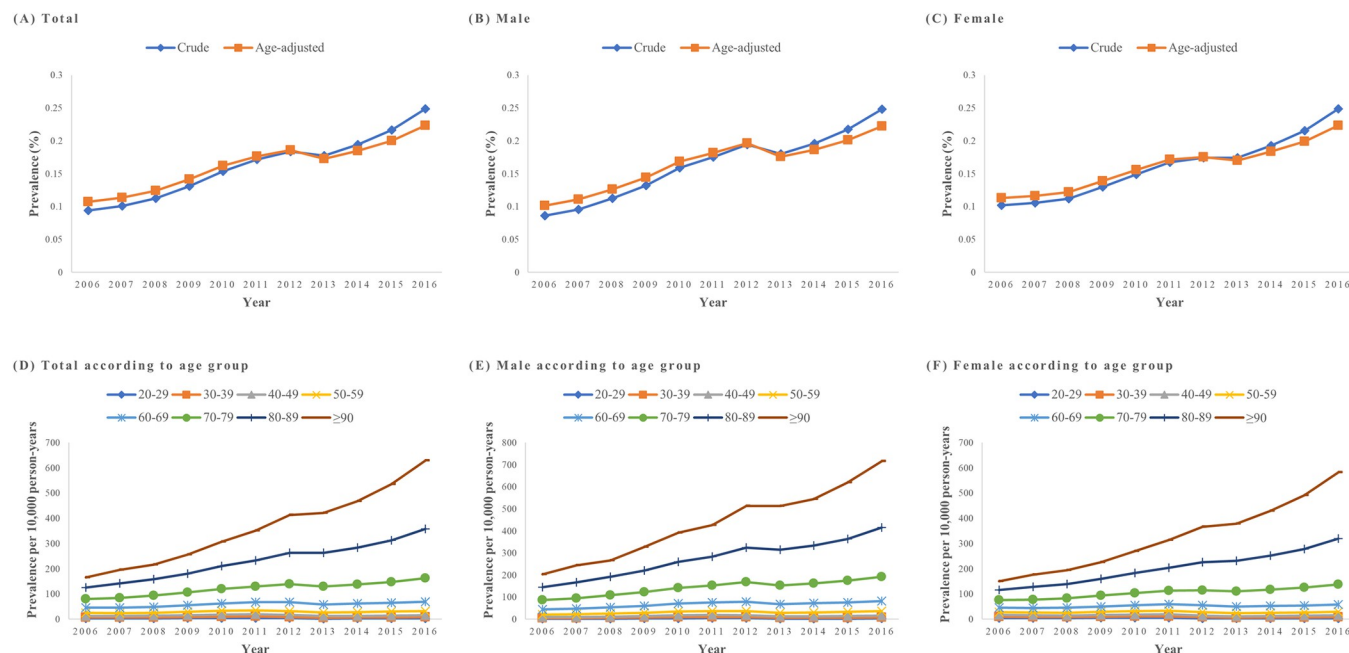 (A) Total
Crude Age-adjusted
Prevalence (%)
0.3
0.25
0.2
0.15
0.1
0.05
0
2006 2007 2008 2009 2010 2011 2012 2013 2014 2015 2016
Year
(B) Male
Crude Age-adjusted
Prevalence (%)
0.3
0.25
0.2
0.15
0.1
0.05
0
2006 2007 2008 2009 2010 2011 2012 2013 2014 2015 2016
Year
(C) Female
Crude Age-adjusted
Prevalence (%)
0.3
0.25
0.2
0.15
0.1
0.05
0
2006 2007 2008 2009 2010 2011 2012 2013 2014 2015 2016
Year
(D) Total according to age group
20-29 30-39 40-49 50-59
60-69 70-79 80-89 ≥90
Prevalence per 10,000 person-years
700
600
500
400
300
200
100
0
2006 2007 2008 2009 2010 2011 2012 2013 2014 2015 2016
Year
(E) Male according to age group
20-29 30-39 40-49 50-59
60-69 70-79 80-89 ≥90
Prevalence per 10,000 person-years
800
700
600
500
400
300
200
100
0
2006 2007 2008 2009 2010 2011 2012 2013 2014 2015 2016
Year
(F) Female according to age group
20-29 30-39 40-49 50-59
60-69 70-79 80-89 ≥90
Prevalence per 10,000 person-years
700
600
500
400
300
200
100
0
2006 2007 2008 2009 2010 2011 2012 2013 2014 2015 2016
Year